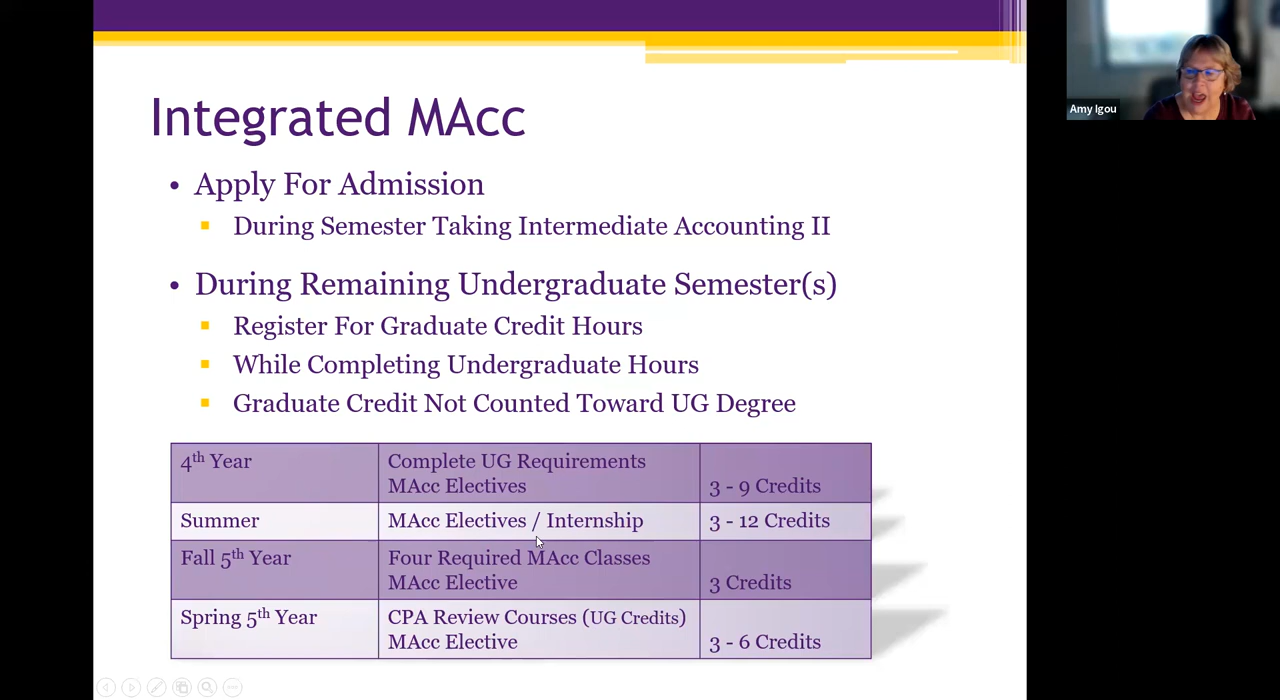 Integrated MAcc
• Apply For Admission
▪ During Semester Taking Intermediate Accounting II
• During Remaining Undergraduate Semester(s)
▪ Register For Graduate Credit Hours
▪ While Completing Undergraduate Hours
▪ Graduate Credit Not Counted Toward UG Degree
4th Year
Complete UG Requirements
MAcc Electives
3 - 9 Credits
Summer
MAcc Electives / Internship
3 - 12 Credits
Fall 5th Year
Four Required MAcc Classes
MAcc Elective
3 Credits
Spring 5th Year
CPA Review Courses (UG Credits)
MAcc Elective
3 - 6 Credits
Amy Igou